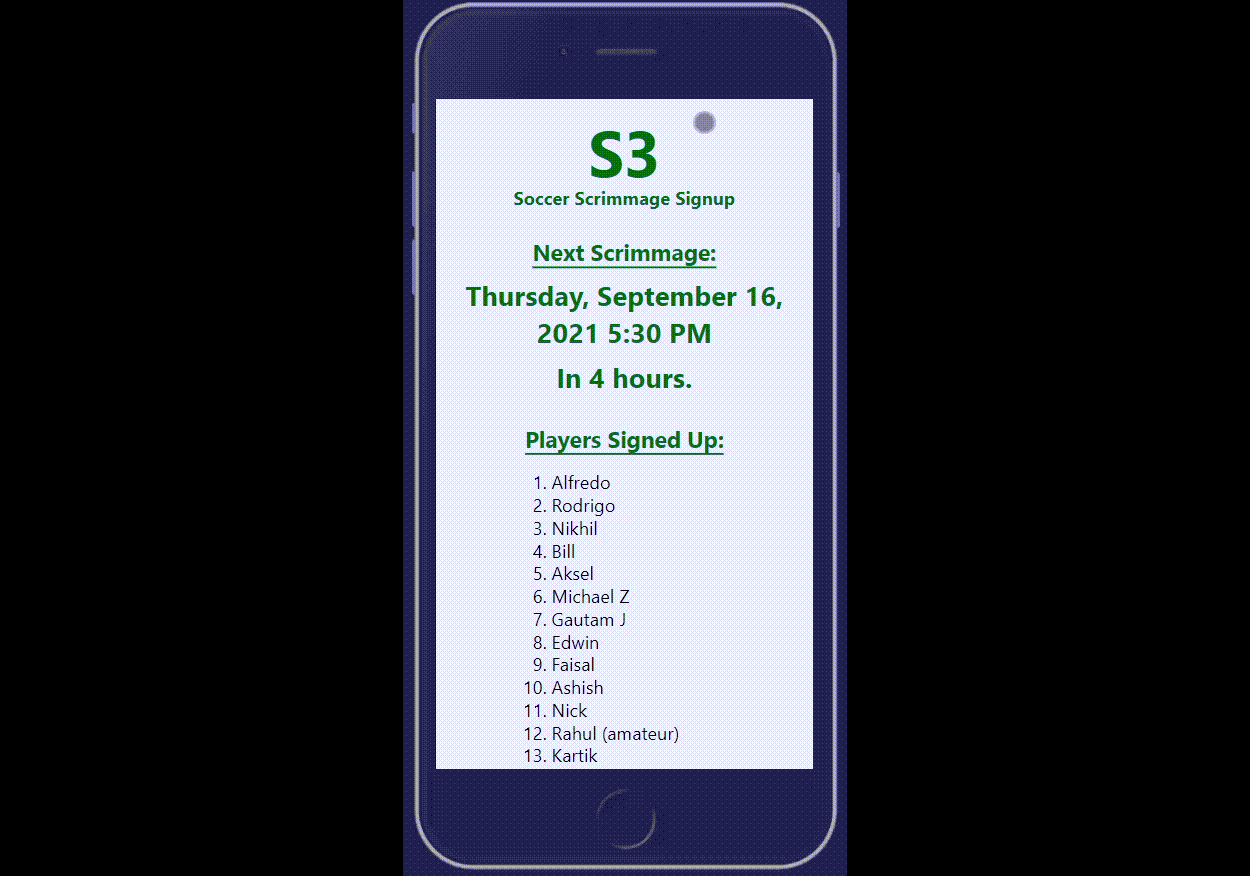 S3
Soccer Scrimmage Signup
Next Scrimmage:
Thursday, September 16,
2021 5:30 PM
In 4 hours.
Players Signed Up:
1. Alfredo
2. Rodrigo
3. Nikhil
4. Bill
5. Aksel
6. Michael Z
7. Gautam J
8. Edwin
9. Faisal
10. Ashish
11. Nick
12. Rahul (amateur)
13. Kartik